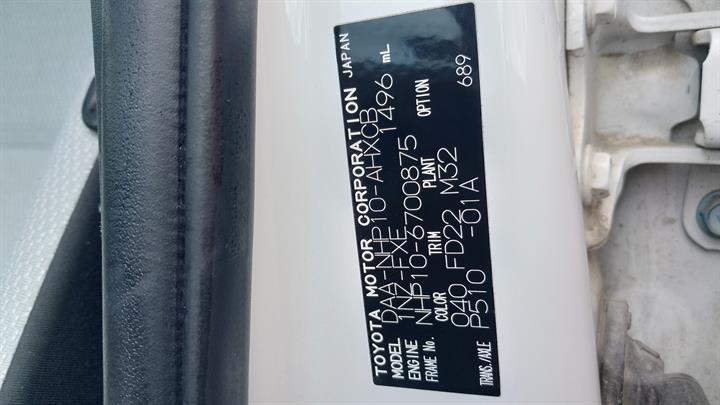 TOYOTA MOTOR CORPORATION JAPAN
MODEL DAA-NHP10-AHXCB
ENGINE 1NZ-FXE 1496 mL
FRAME No. NHP10-6700875
COLOR TRIM PLANT OPTION
040 FD22 M32
TRANS./AXLE P510 -01A
689